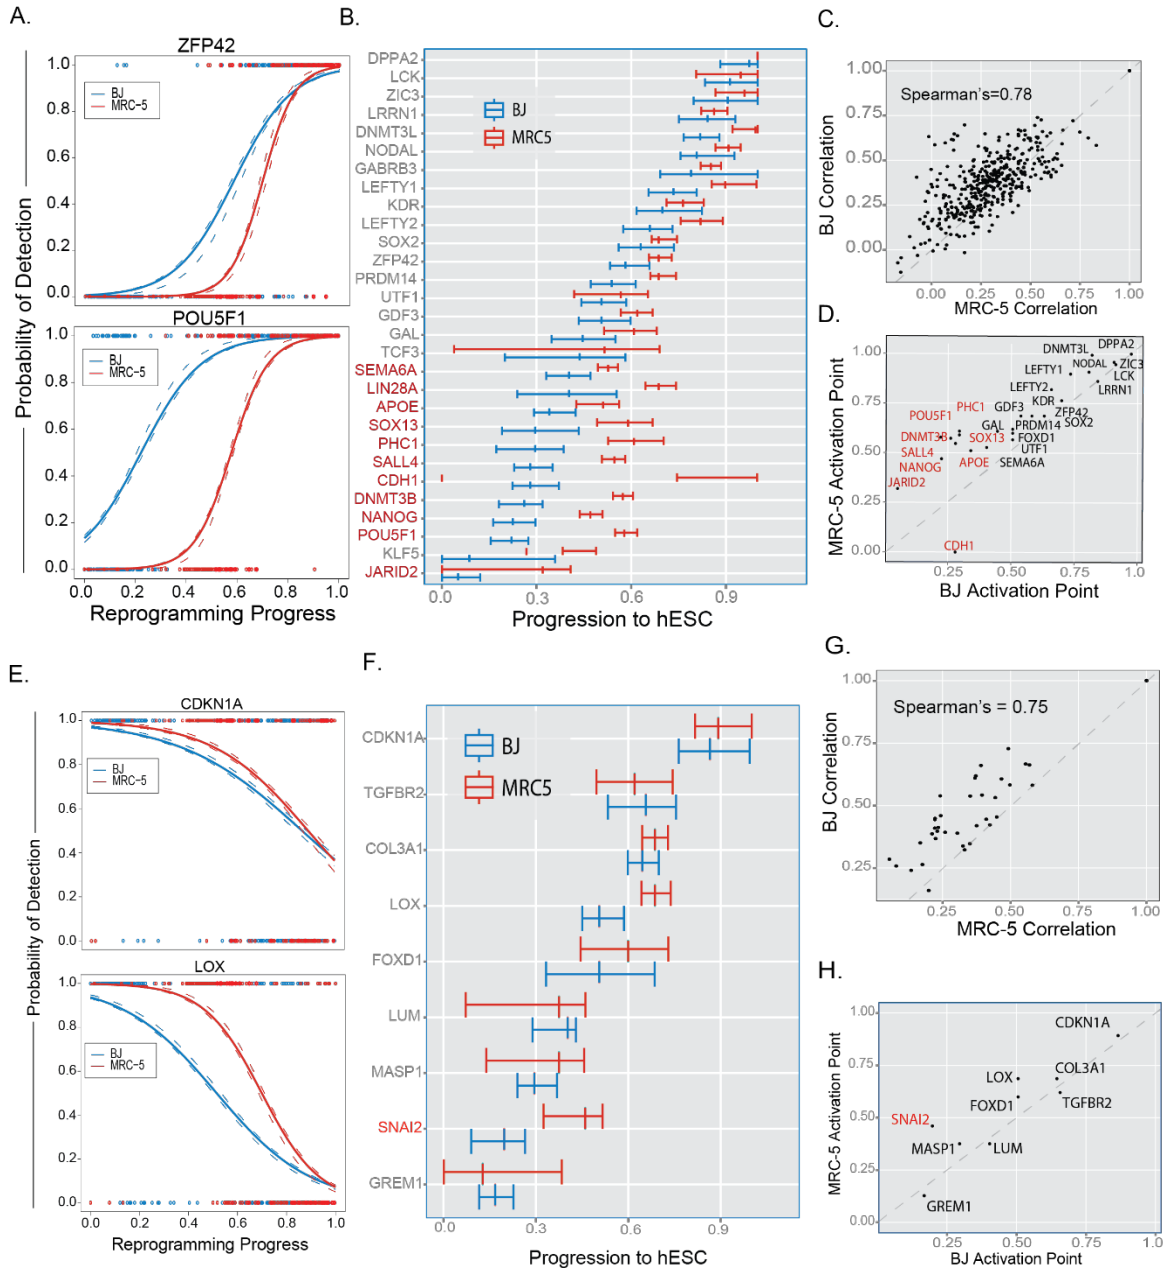 A.
ZFP42
1.0
0.8
0.6
0.4
0.2
0.0
BJ
MRC-5
POU5F1
1.0
0.8
0.6
0.4
0.2
0.0
BJ
MRC-5
0.0
0.2
0.4
0.6
0.8
1.0
Reprogramming Progress
Probability of Detection
B.
DPPA2
LCK
ZIC3
LRRN1
DNMT3L
NODAL
GABRB3
LEFTY1
KDR
LEFTY2
SOX2
ZFP42
PRDM14
UTF1
GDF3
GAL
TCF3
SEMA6A
LIN28A
APOE
SOX13
PHC1
SALL4
CDH1
DNMT3B
NANOG
POU5F1
KLF5
JARID2
BJ
MRC5
0.0
0.3
0.6
0.9
Progression to hESC
C.
Spearman's=0.78
1.00
0.75
0.50
0.25
0.00
BJ Correlation
0.00
0.25
0.50
0.75
1.00
MRC-5 Correlation
D.
1.00
0.75
0.50
0.25
0.00
MRC-5 Activation Point
DNMT3L
DPPA2
NODAL
ZIC3
LEFTY1
LCK
LEFTY2
LRRN1
KDR
PHC1
GDF3
ZFP42
POU5F1
SOX2
GAL
PRDM14
DNMT3B
SOX13
FOXD1
SALL4
UTF1
NANOG
APOE
SEMA6A
JARID2
CDH1
0.25
0.50
0.75
1.00
BJ Activation Point
E.
CDKN1A
1.0
0.8
0.6
0.4
0.2
0.0
BJ
MRC-5
LOX
1.0
0.8
0.6
0.4
0.2
0.0
BJ
MRC-5
0.0
0.2
0.4
0.6
0.8
1.0
Reprogramming Progress
Probability of Detection
F.
CDKN1A
TGFBR2
COL3A1
LOX
FOXD1
LUM
MASP1
SNAI2
GREM1
BJ
MRC5
0.0
0.3
0.6
0.9
Progression to hESC
G.
Spearman's = 0.75
1.00
0.75
0.50
0.25
BJ Correlation
0.25
0.50
0.75
1.00
MRC-5 Correlation
H.
1.00
0.75
0.50
0.25
0.00
MRC-5 Activation Point
CDKN1A
LOX
COL3A1
FOXD1
TGFBR2
SNAI2
MASP1
LUM
GREM1
0.00
0.25
0.50
0.75
1.0
BJ Activation Point